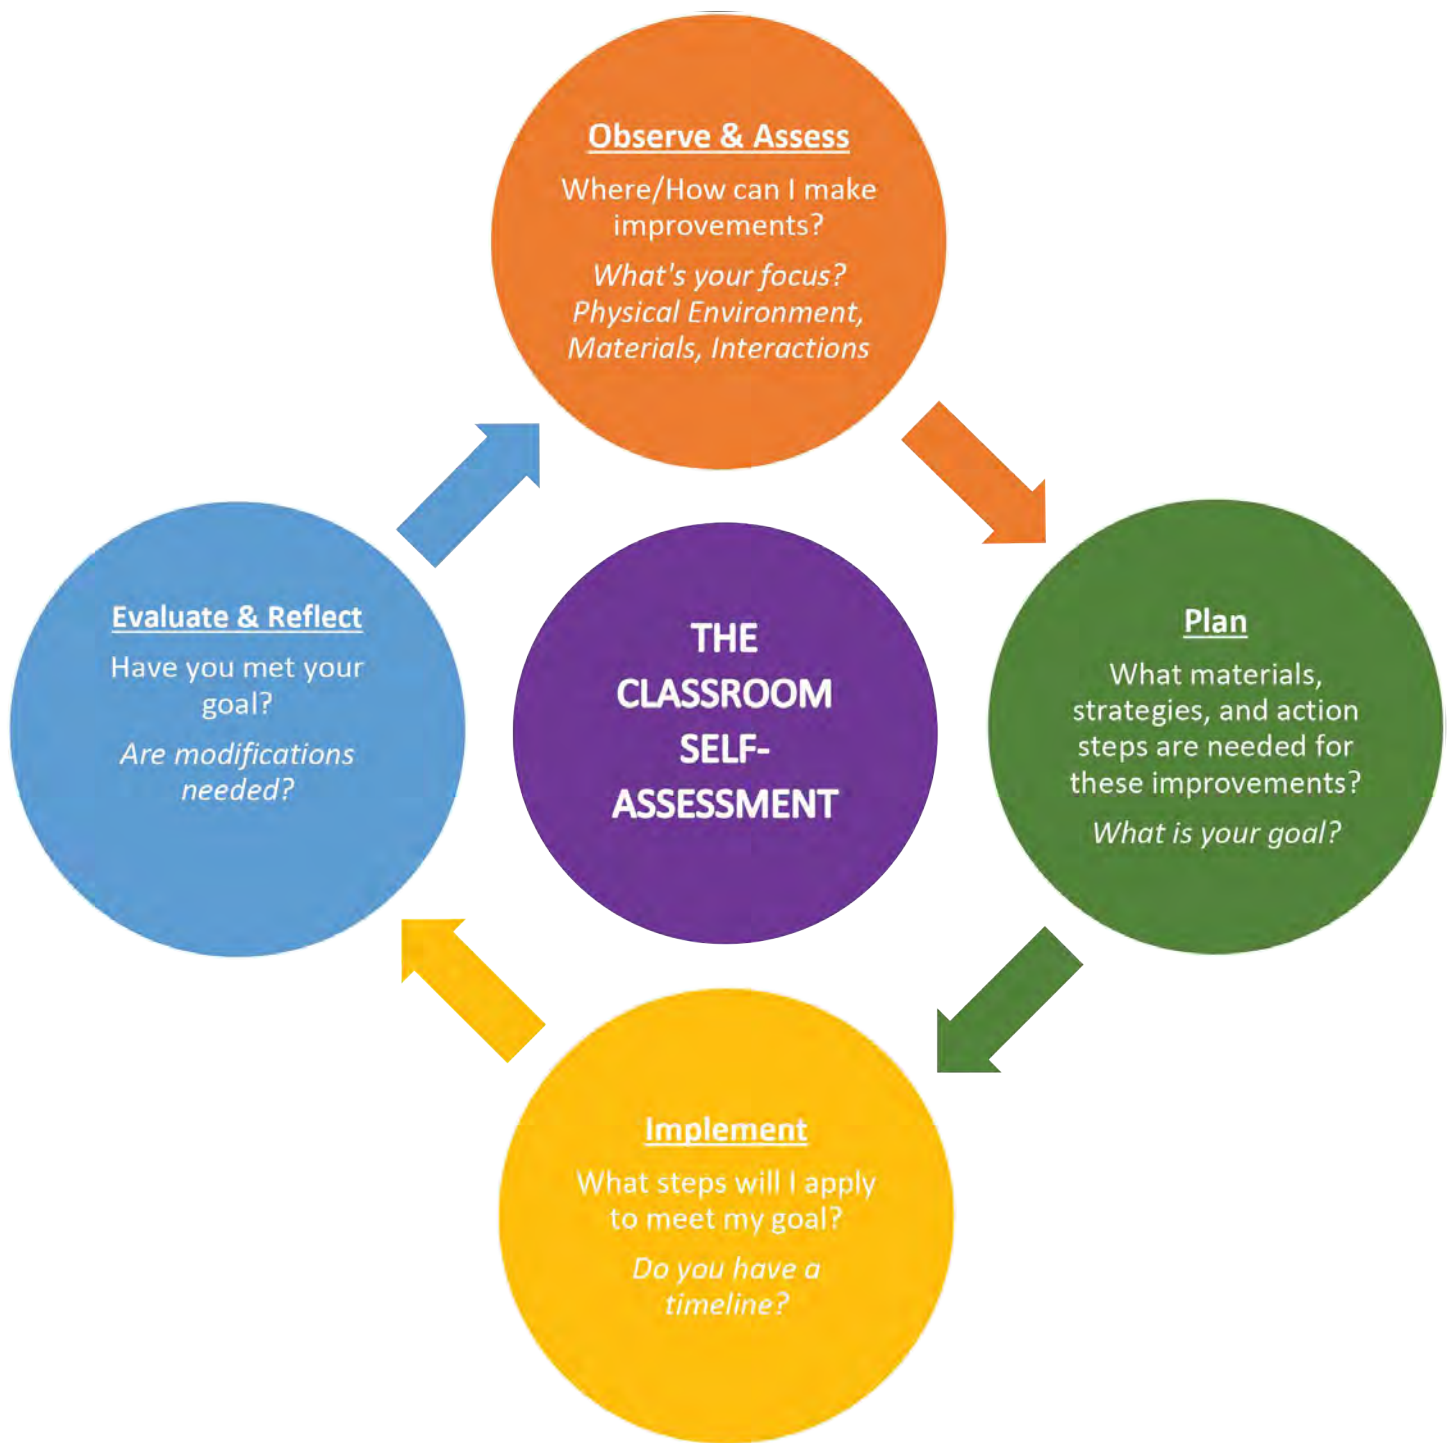 Observe & Assess
Where/How can I make
improvements?
What's your focus?
Physical Environment,
Materials, Interactions
Plan
What materials,
strategies, and action
steps are needed for
these improvements?
What is your goal?
Implement
What steps will I apply
to meet my goal?
Do you have a
timeline?
Evaluate & Reflect
Have you met your
goal?
Are modifications
needed?
THE
CLASSROOM
SELF-
ASSESSMENT